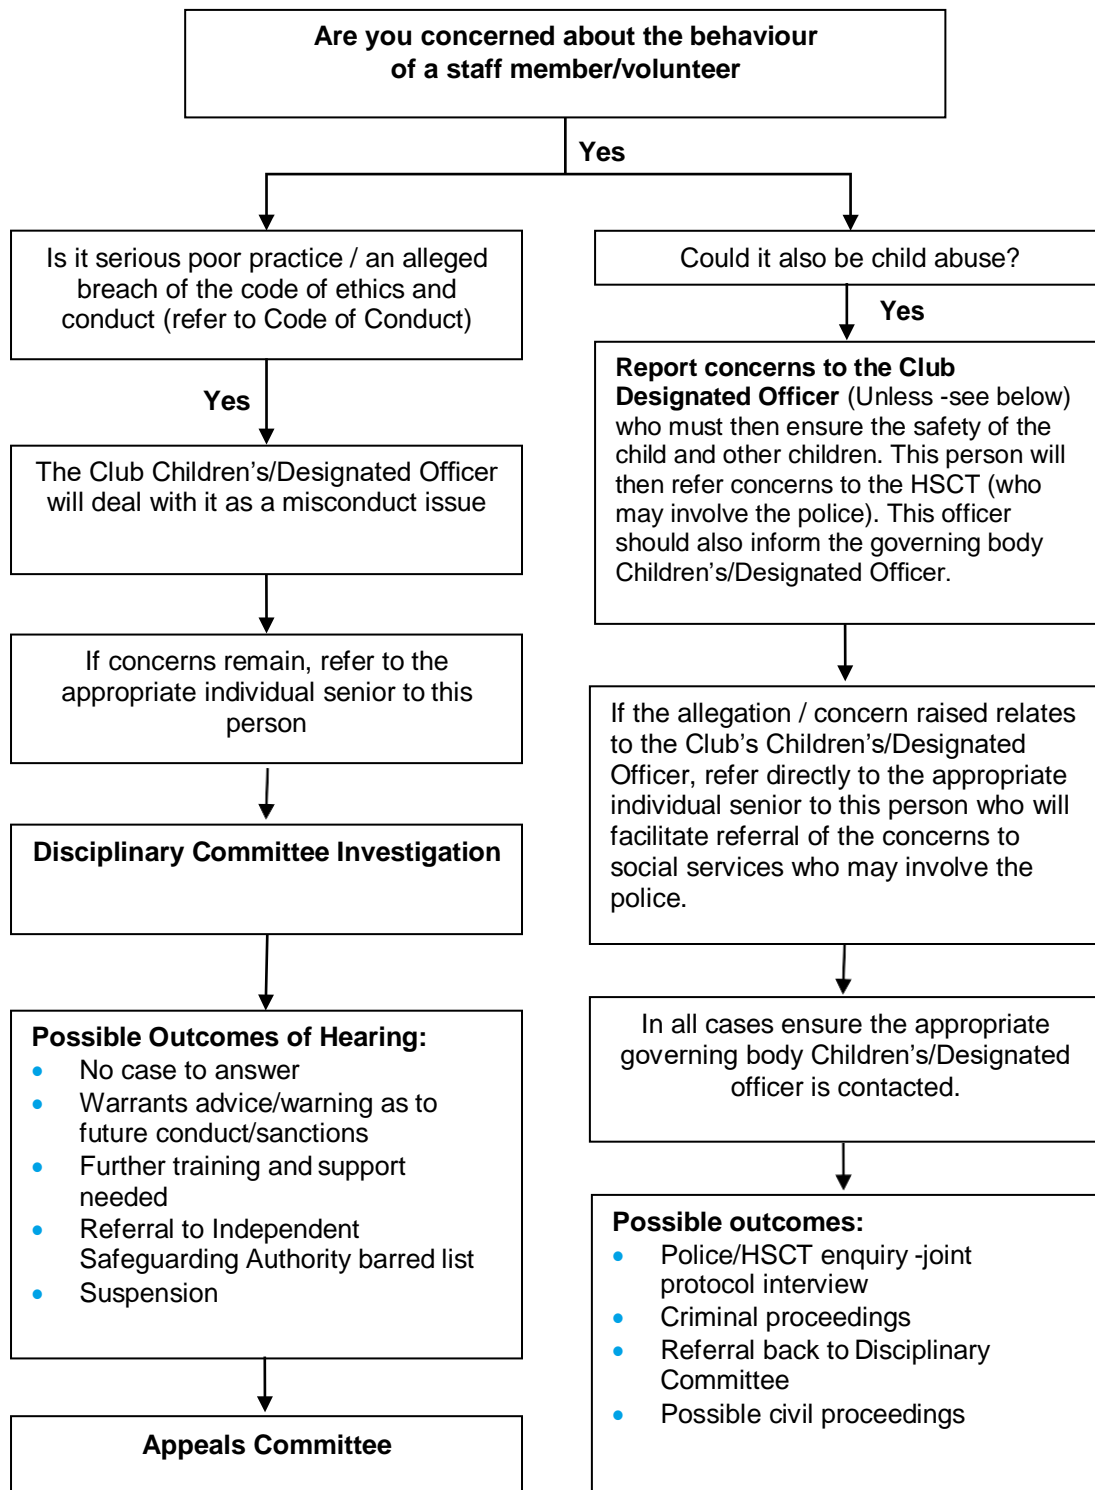 Are you concerned about the behaviour
of a staff member/volunteer
Yes
Is it serious poor practice / an alleged
breach of the code of ethics and
conduct (refer to Code of Conduct)
Yes
The Club Children’s/Designated Officer
will deal with it as a misconduct issue
If concerns remain, refer to the
appropriate individual senior to this
person
Disciplinary Committee Investigation
Possible Outcomes of Hearing:
• No case to answer
• Warrants advice/warning as to
future conduct/sanctions
• Further training and support
needed
• Referral to Independent
Safeguarding Authority barred list
• Suspension
Appeals Committee
Could it also be child abuse?
Yes
Report concerns to the Club
Designated Officer (Unless -see below)
who must then ensure the safety of the
child and other children. This person will
then refer concerns to the HSCT (who
may involve the police). This officer
should also inform the governing body
Children’s/Designated Officer.
If the allegation / concern raised relates
to the Club’s Children’s/Designated
Officer, refer directly to the appropriate
individual senior to this person who will
facilitate referral of the concerns to
social services who may involve the
police.
In all cases ensure the appropriate
governing body Children’s/Designated
officer is contacted.
Possible outcomes:
• Police/HSCT enquiry -joint
protocol interview
• Criminal proceedings
• Referral back to Disciplinary
Committee
• Possible civil proceedings